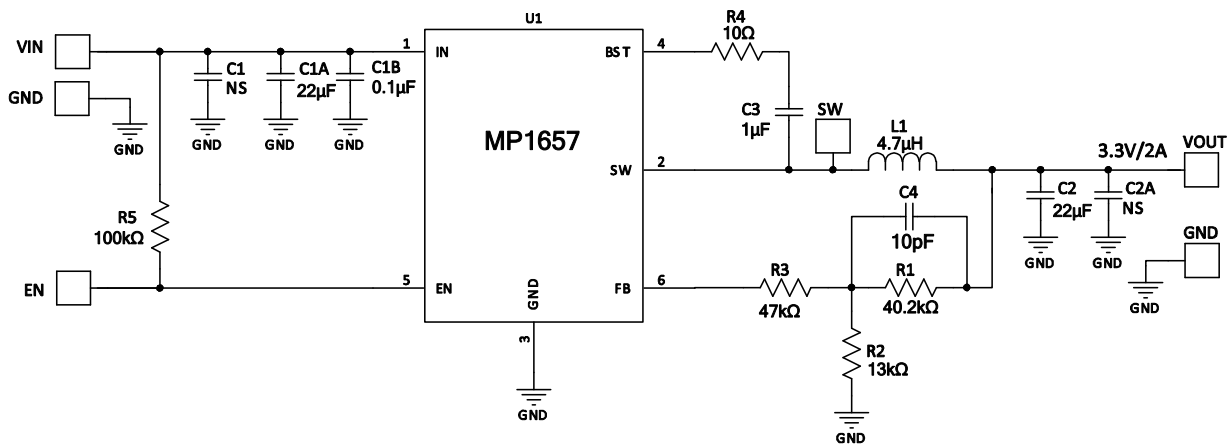 U1
VIN
1
IN
BST
4
R4
10Ω
C1
NS
C1A
22µF
C1B
0.1µF
GND
GND
GND
GND
GND
C3
1µF
SW
MP1657
L1
4.7µH
SW
2
3.3V/2A
VOUT
C4
10pF
C2
22µF
C2A
NS
R5
100kΩ
GND
GND
GND
GND
EN
5
EN
GND
FB
6
R3
47kΩ
R1
40.2kΩ
3
R2
13kΩ
GND
GND